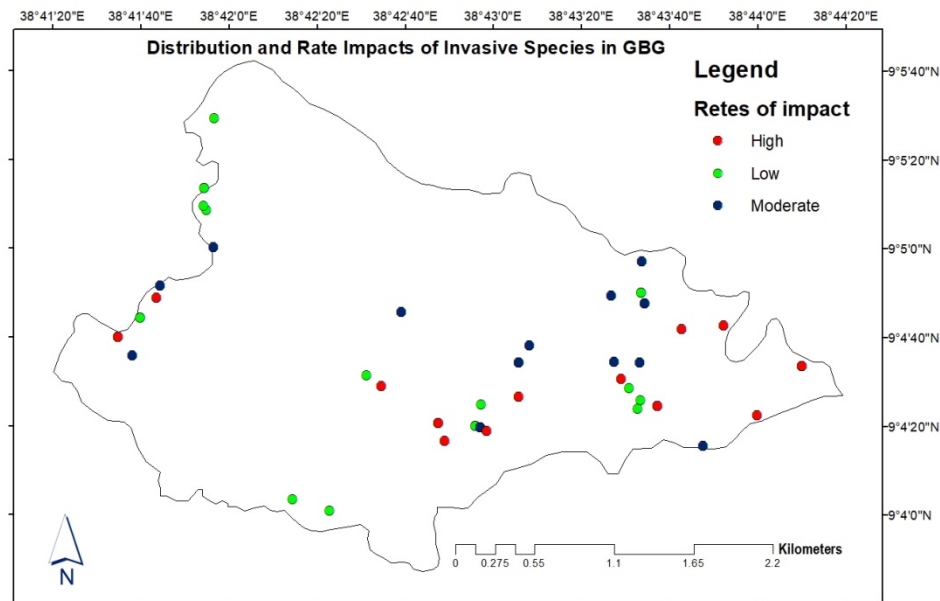 38°41'20"E 38°41'40"E 38°42'0"E 38°42'20"E 38°42'40"E 38°43'0"E 38°43'20"E 38°43'40"E 38°44'0"E 38°44'20"E
Distribution and Rate Impacts of Invasive Species in GBG
Legend
Retes of impact
High
Low
Moderate
9°5'40"N
9°5'20"N
9°5'0"N
9°4'40"N
9°4'20"N
9°4'0"N
N
Kilometers
0 0.275 0.55 1.1 1.65 2.2